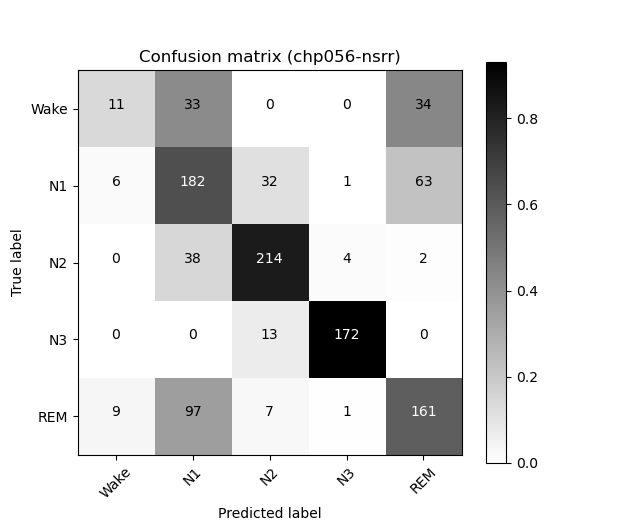 Confusion matrix (chp056-nsrr)
True label
Wake 11 33 0 0 34
N1 6 182 32 1 63
N2 0 38 214 4 2
N3 0 0 13 172 0
REM 9 97 7 1 161
Wake N1 N2 N3 REM
Predicted label
0.8
0.6
0.4
0.2
0.0